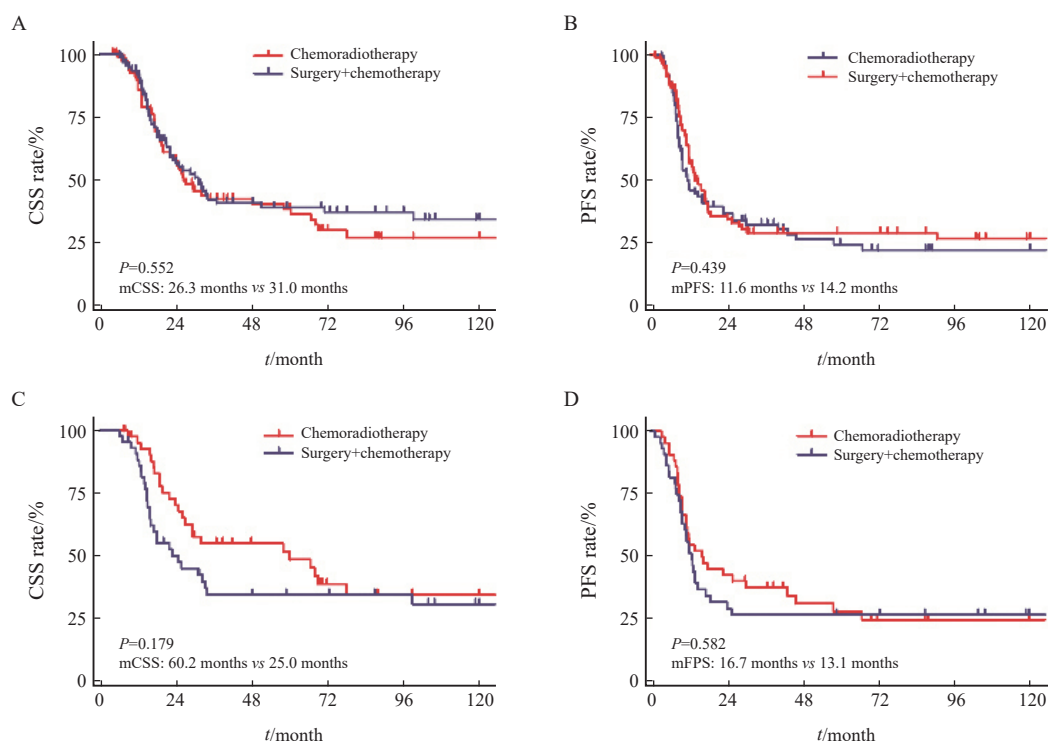 A
CSS rate/%
100
75
50
25
0
Chemoradiotherapy
Surgery+chemotherapy
P=0.552
mCSS: 26.3 months vs 31.0 months
0 24 48 72 96 120
t/month
B
PFS rate/%
100
75
50
25
0
Chemoradiotherapy
Surgery+chemotherapy
P=0.439
mPFS: 11.6 months vs 14.2 months
0 24 48 72 96 120
t/month
C
CSS rate/%
100
75
50
25
0
Chemoradiotherapy
Surgery+chemotherapy
P=0.179
mCSS: 60.2 months vs 25.0 months
0 24 48 72 96 120
t/month
D
PFS rate/%
100
75
50
25
0
Chemoradiotherapy
Surgery+chemotherapy
P=0.582
mFPS: 16.7 months vs 13.1 months
0 24 48 72 96 120
t/month